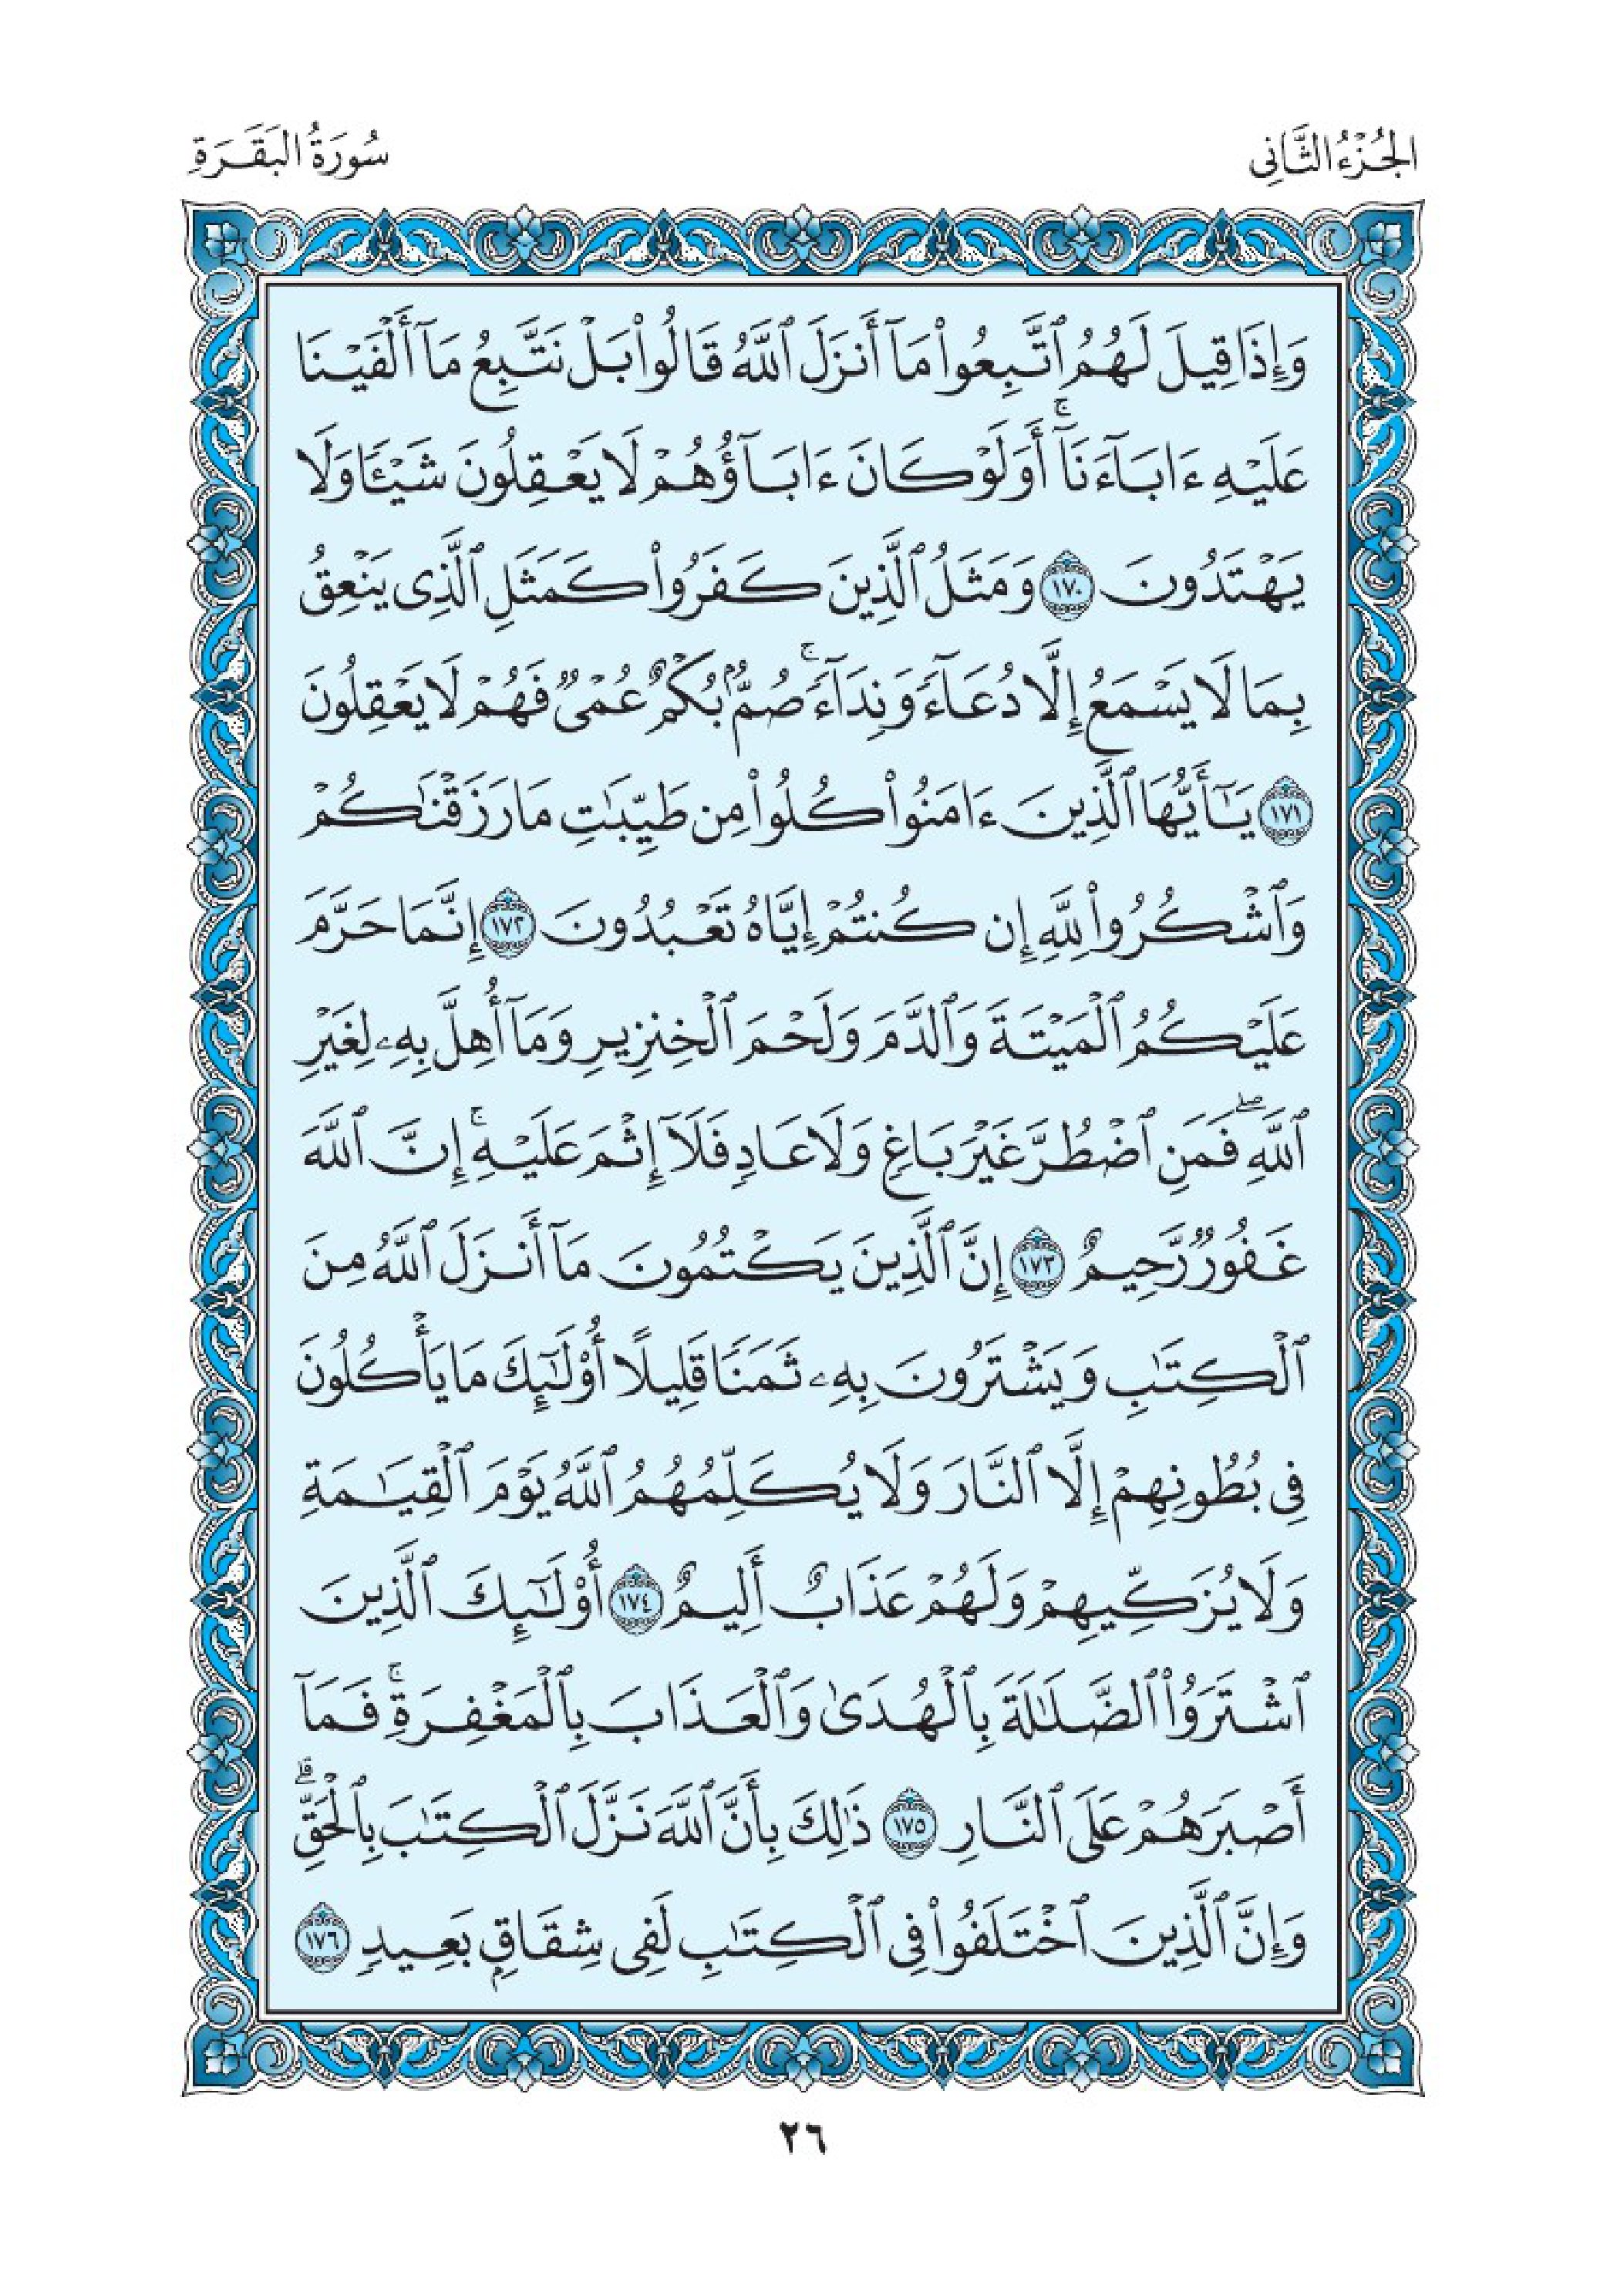 الجُزْءُ الثَّانِي
سُورَةُ البَقَرَةِ
وَإِذَا قِيلَ لَهُمُ ٱتَّبِعُوا۟ مَآ أَنزَلَ ٱللَّهُ قَالُوا۟ بَلْ نَتَّبِعُ مَآ أَلْفَيْنَا
عَلَيْهِ ءَابَآءَنَآ ۚ أَوَلَوْ كَانَ ءَابَآؤُهُمْ لَا يَعْقِلُونَ شَيْـًٔا وَلَا
يَهْتَدُونَ ١٧٠ وَمَثَلُ ٱلَّذِينَ كَفَرُوا۟ كَمَثَلِ ٱلَّذِى يَنْعِقُ
بِمَا لَا يَسْمَعُ إِلَّا دُعَآءً وَنِدَآءً ۚ صُمٌّۢ بُكْمٌ عُمْىٌ فَهُمْ لَا يَعْقِلُونَ
١٧١ يَـٰٓأَيُّهَا ٱلَّذِينَ ءَامَنُوا۟ كُلُوا۟ مِن طَيِّبَـٰتِ مَا رَزَقْنَـٰكُمْ
وَٱشْكُرُوا۟ لِلَّهِ إِن كُنتُمْ إِيَّاهُ تَعْبُدُونَ ١٧٢ إِنَّمَا حَرَّمَ
عَلَيْكُمُ ٱلْمَيْتَةَ وَٱلدَّمَ وَلَحْمَ ٱلْخِنزِيرِ وَمَآ أُهِلَّ بِهِۦ لِغَيْرِ
ٱللَّهِ ۖ فَمَنِ ٱضْطُرَّ غَيْرَ بَاغٍ وَلَا عَادٍ فَلَآ إِثْمَ عَلَيْهِ ۚ إِنَّ ٱللَّهَ
غَفُورٌ رَّحِيمٌ ١٧٣ إِنَّ ٱلَّذِينَ يَكْتُمُونَ مَآ أَنزَلَ ٱللَّهُ مِنَ
ٱلْكِتَـٰبِ وَيَشْتَرُونَ بِهِۦ ثَمَنًا قَلِيلًا أُو۟لَـٰٓئِكَ مَا يَأْكُلُونَ
فِى بُطُونِهِمْ إِلَّا ٱلنَّارَ وَلَا يُكَلِّمُهُمُ ٱللَّهُ يَوْمَ ٱلْقِيَـٰمَةِ
وَلَا يُزَكِّيهِمْ وَلَهُمْ عَذَابٌ أَلِيمٌ ١٧٤ أُو۟لَـٰٓئِكَ ٱلَّذِينَ
ٱشْتَرَوُا۟ ٱلضَّلَـٰلَةَ بِٱلْهُدَىٰ وَٱلْعَذَابَ بِٱلْمَغْفِرَةِ ۚ فَمَآ
أَصْبَرَهُمْ عَلَى ٱلنَّارِ ١٧٥ ذَٰلِكَ بِأَنَّ ٱللَّهَ نَزَّلَ ٱلْكِتَـٰبَ بِٱلْحَقِّ ۗ
وَإِنَّ ٱلَّذِينَ ٱخْتَلَفُوا۟ فِى ٱلْكِتَـٰبِ لَفِى شِقَاقٍۭ بَعِيدٍ ١٧٦
٢٦